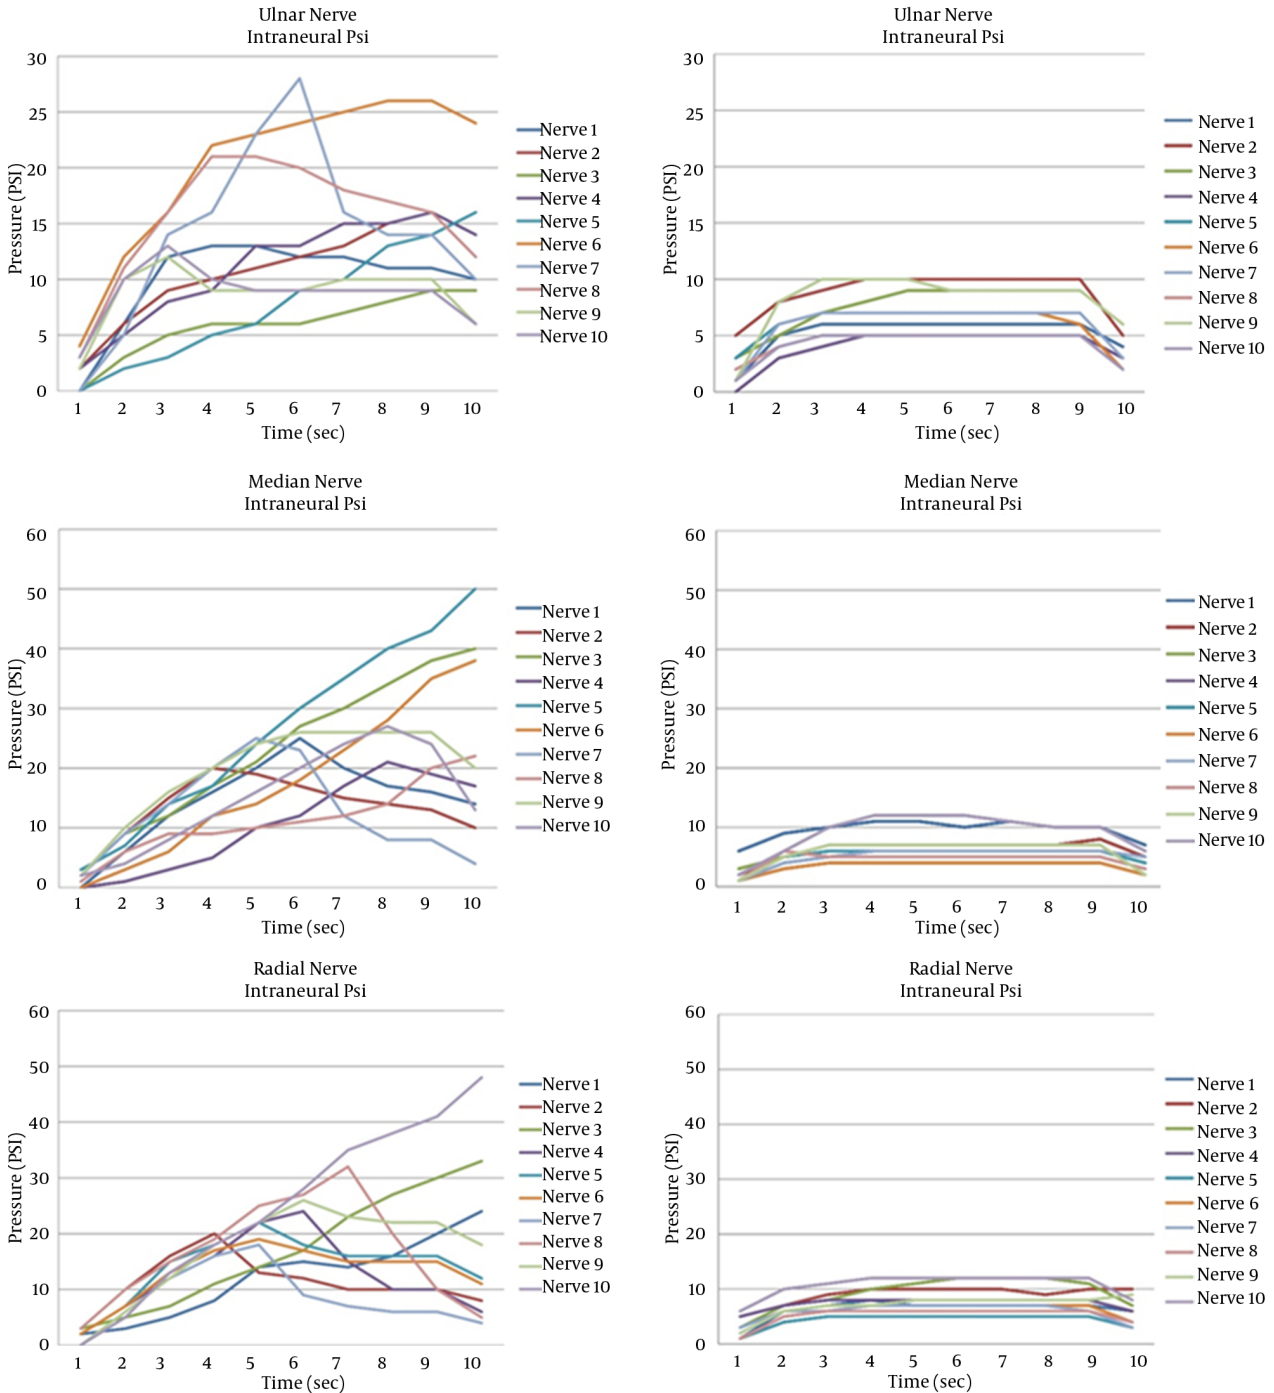 Ulnar Nerve
Intraneural Psi
30
25
20
15
10
5
0
Pressure (PSI)
1 2 3 4 5 6 7 8 9 10
Time (sec)
Nerve 1
Nerve 2
Nerve 3
Nerve 4
Nerve 5
Nerve 6
Nerve 7
Nerve 8
Nerve 9
Nerve 10
Ulnar Nerve
Intraneural Psi
30
25
20
15
10
5
0
Pressure (PSI)
1 2 3 4 5 6 7 8 9 10
Time (sec)
Nerve 1
Nerve 2
Nerve 3
Nerve 4
Nerve 5
Nerve 6
Nerve 7
Nerve 8
Nerve 9
Nerve 10
Median Nerve
Intraneural Psi
60
50
40
30
20
10
0
Pressure (PSI)
1 2 3 4 5 6 7 8 9 10
Time (sec)
Nerve 1
Nerve 2
Nerve 3
Nerve 4
Nerve 5
Nerve 6
Nerve 7
Nerve 8
Nerve 9
Nerve 10
Median Nerve
Intraneural Psi
60
50
40
30
20
10
0
Pressure (PSI)
1 2 3 4 5 6 7 8 9 10
Time (sec)
Nerve 1
Nerve 2
Nerve 3
Nerve 4
Nerve 5
Nerve 6
Nerve 7
Nerve 8
Nerve 9
Nerve 10
Radial Nerve
Intraneural Psi
60
50
40
30
20
10
0
Pressure (PSI)
1 2 3 4 5 6 7 8 9 10
Time (sec)
Nerve 1
Nerve 2
Nerve 3
Nerve 4
Nerve 5
Nerve 6
Nerve 7
Nerve 8
Nerve 9
Nerve 10
Radial Nerve
Intraneural Psi
60
50
40
30
20
10
0
Pressure (PSI)
1 2 3 4 5 6 7 8 9 10
Time (sec)
Nerve 1
Nerve 2
Nerve 3
Nerve 4
Nerve 5
Nerve 6
Nerve 7
Nerve 8
Nerve 9
Nerve 10